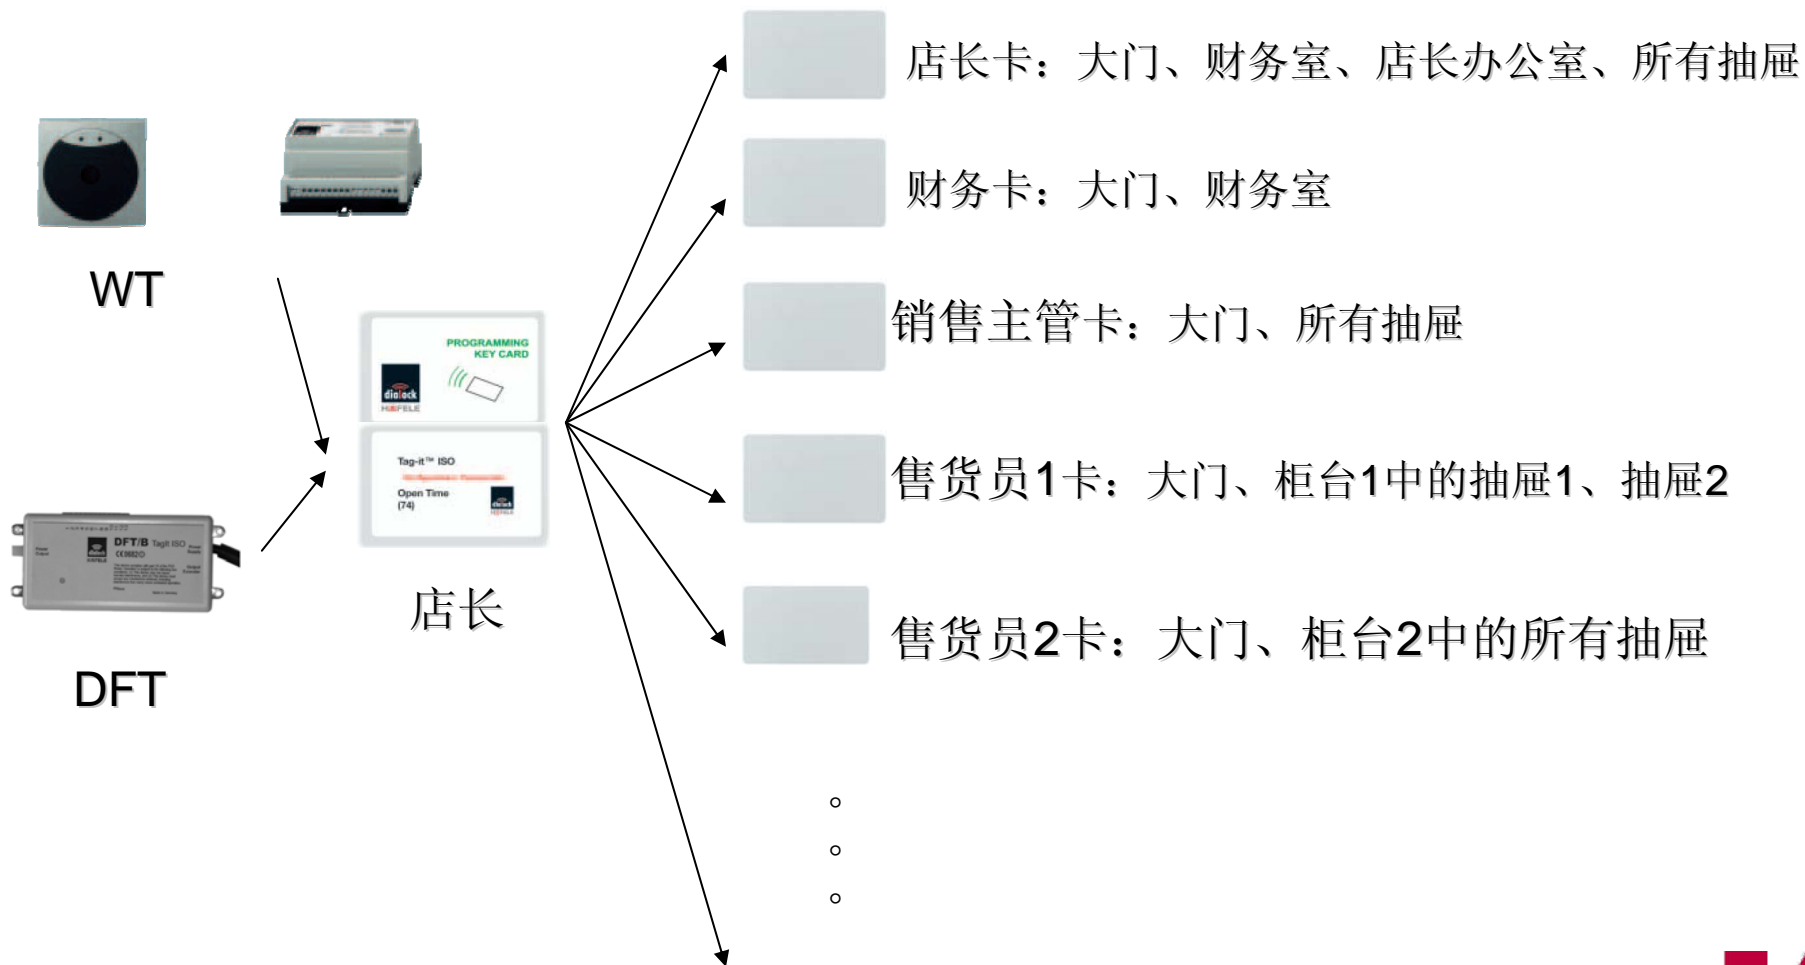 店长卡：大门、财务室、店长办公室、所有抽屉
财务卡：大门、财务室
WT
销售主管卡：大门、所有抽屉
PROGRAMMING
KEY CARD
dialock
HÄFELE
Tag-it™ ISO
Open Time
(74)
售货员1卡：大门、柜台1中的抽屉1、抽屉2
DFT/B TagIt ISO
店长
售货员2卡：大门、柜台2中的所有抽屉
DFT
。
。
。